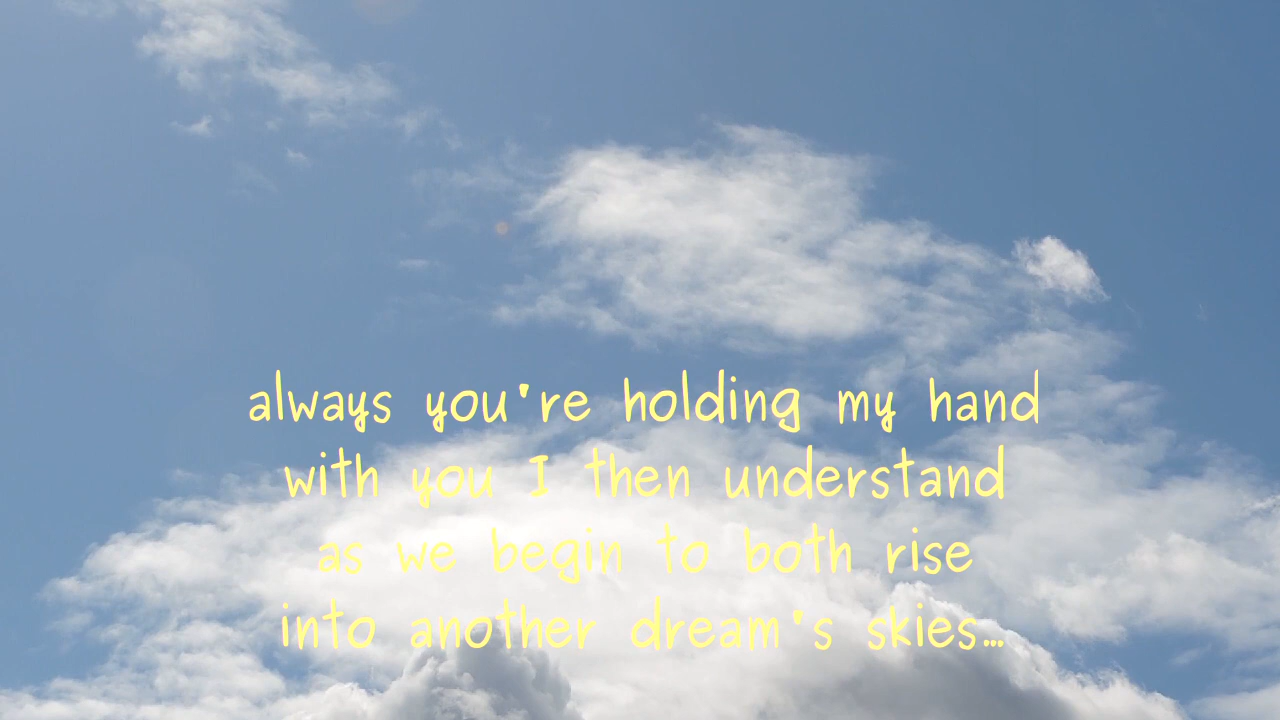 always you're holding my hand
with you I then understand
as we begin to both rise
into another dream's skies...